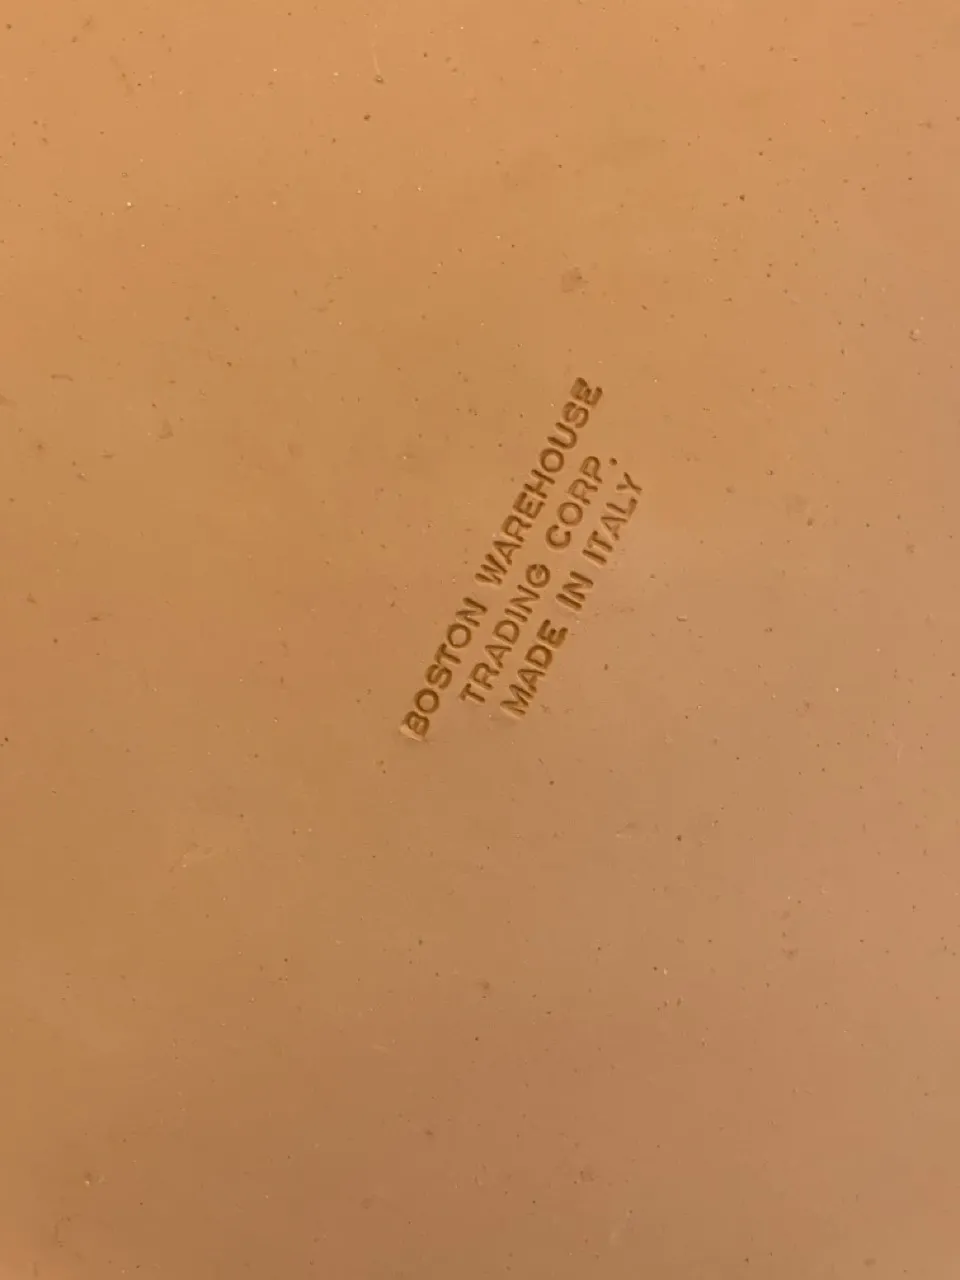 BOSTON WAREHOUSE
TRADING CORP.
MADE IN ITALY